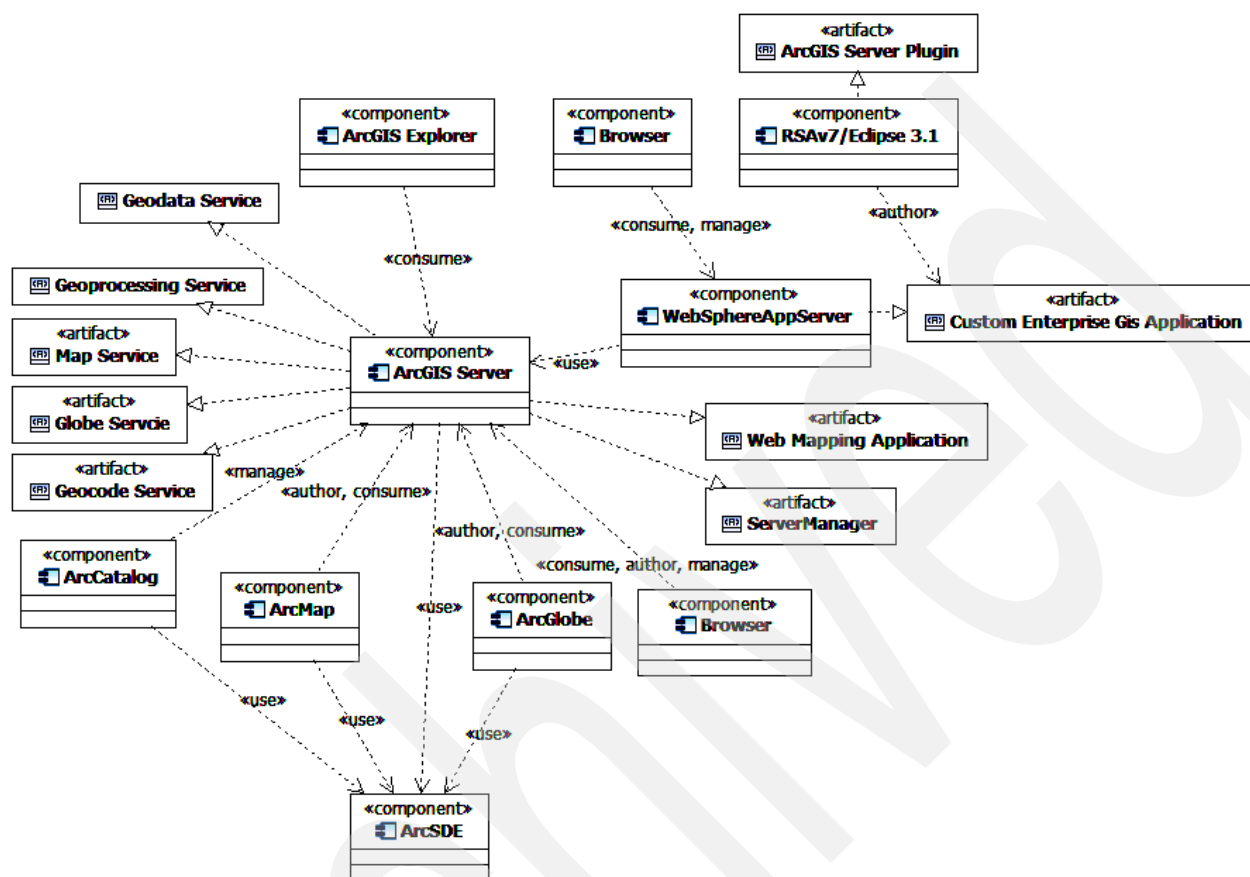 «artifact»
ArcGIS Server Plugin
«component»
ArcGIS Explorer
«component»
Browser
«component»
RSAv7/Eclipse 3.1
Geodata Service
«author»
«consume, manage»
«consume»
Geoprocessing Service
«component»
WebSphereAppServer
«artifact»
Custom Enterprise Gis Application
«artifact»
Map Service
«component»
ArcGIS Server
«use»
«artifact»
Globe Servcie
«artifact»
Web Mapping Application
«artifact»
Geocode Service
«manage»
«author, consume»
«artifact»
ServerManager
«author, consume»
«component»
ArcCatalog
«consume, author, manage»
«component»
ArcMap
«use»
«component»
ArcGlobe
«component»
Browser
«use»
«use»
«use»
«component»
ArcSDE
hived